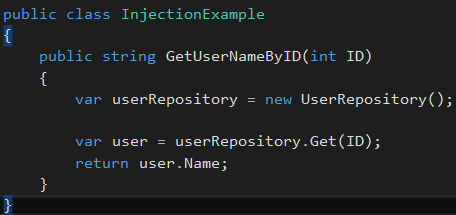 public class InjectionExample
{
    public string GetUserNameByID(int ID)
    {
        var userRepository = new UserRepository();

        var user = userRepository.Get(ID);
        return user.Name;
    }
}